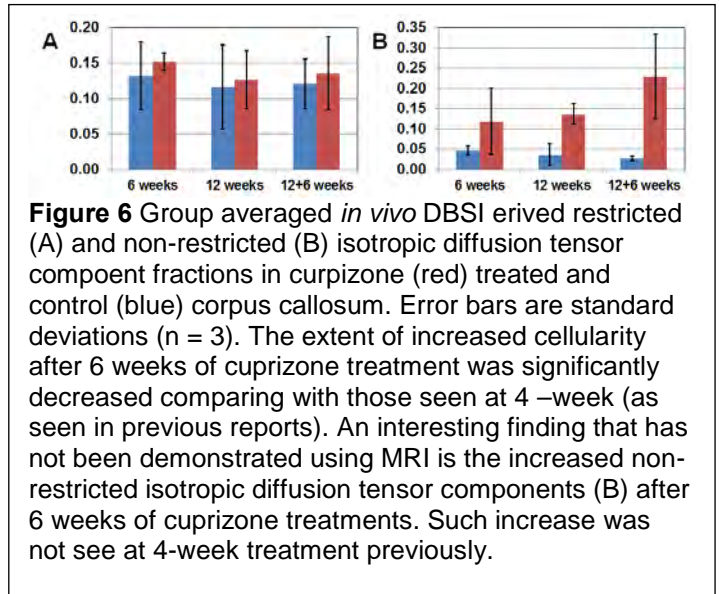 A
0.20
0.15
0.10
0.05
0.00
6 weeks 12 weeks 12+6 weeks
B
0.35
0.30
0.25
0.20
0.15
0.10
0.05
0.00
6 weeks 12 weeks 12+6 weeks
Figure 6 Group averaged in vivo DBSI erived restricted
(A) and non-restricted (B) isotropic diffusion tensor
compoent fractions in curpizone (red) treated and
control (blue) corpus callosum. Error bars are standard
deviations (n = 3). The extent of increased cellularity
after 6 weeks of cuprizone treatment was significantly
decreased comparing with those seen at 4 –week (as
seen in previous reports). An interesting finding that has
not been demonstrated using MRI is the increased non-
restricted isotropic diffusion tensor components (B) after
6 weeks of cuprizone treatments. Such increase was
not see at 4-week treatment previously.